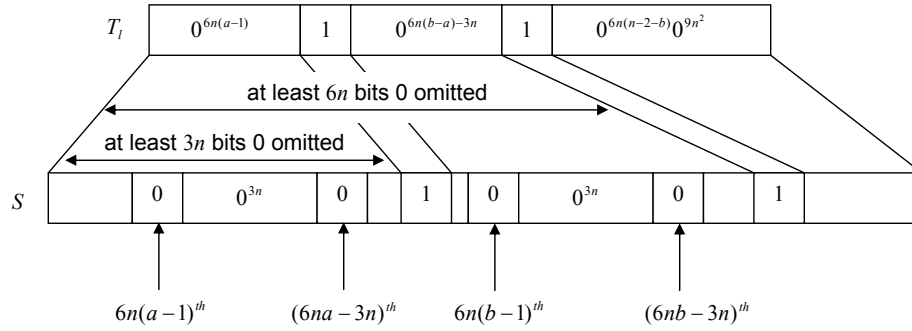 T_l 0^{6n(a−1)} 1 0^{6n(b−a)−3n} 1 0^{6n(n−2−b)}0^{9n^2}
at least 6n bits 0 omitted
at least 3n bits 0 omitted
S 0 0^{3n} 0 1 0 0^{3n} 0 1
6n(a−1)^{th} (6na−3n)^{th} 6n(b−1)^{th} (6nb−3n)^{th}